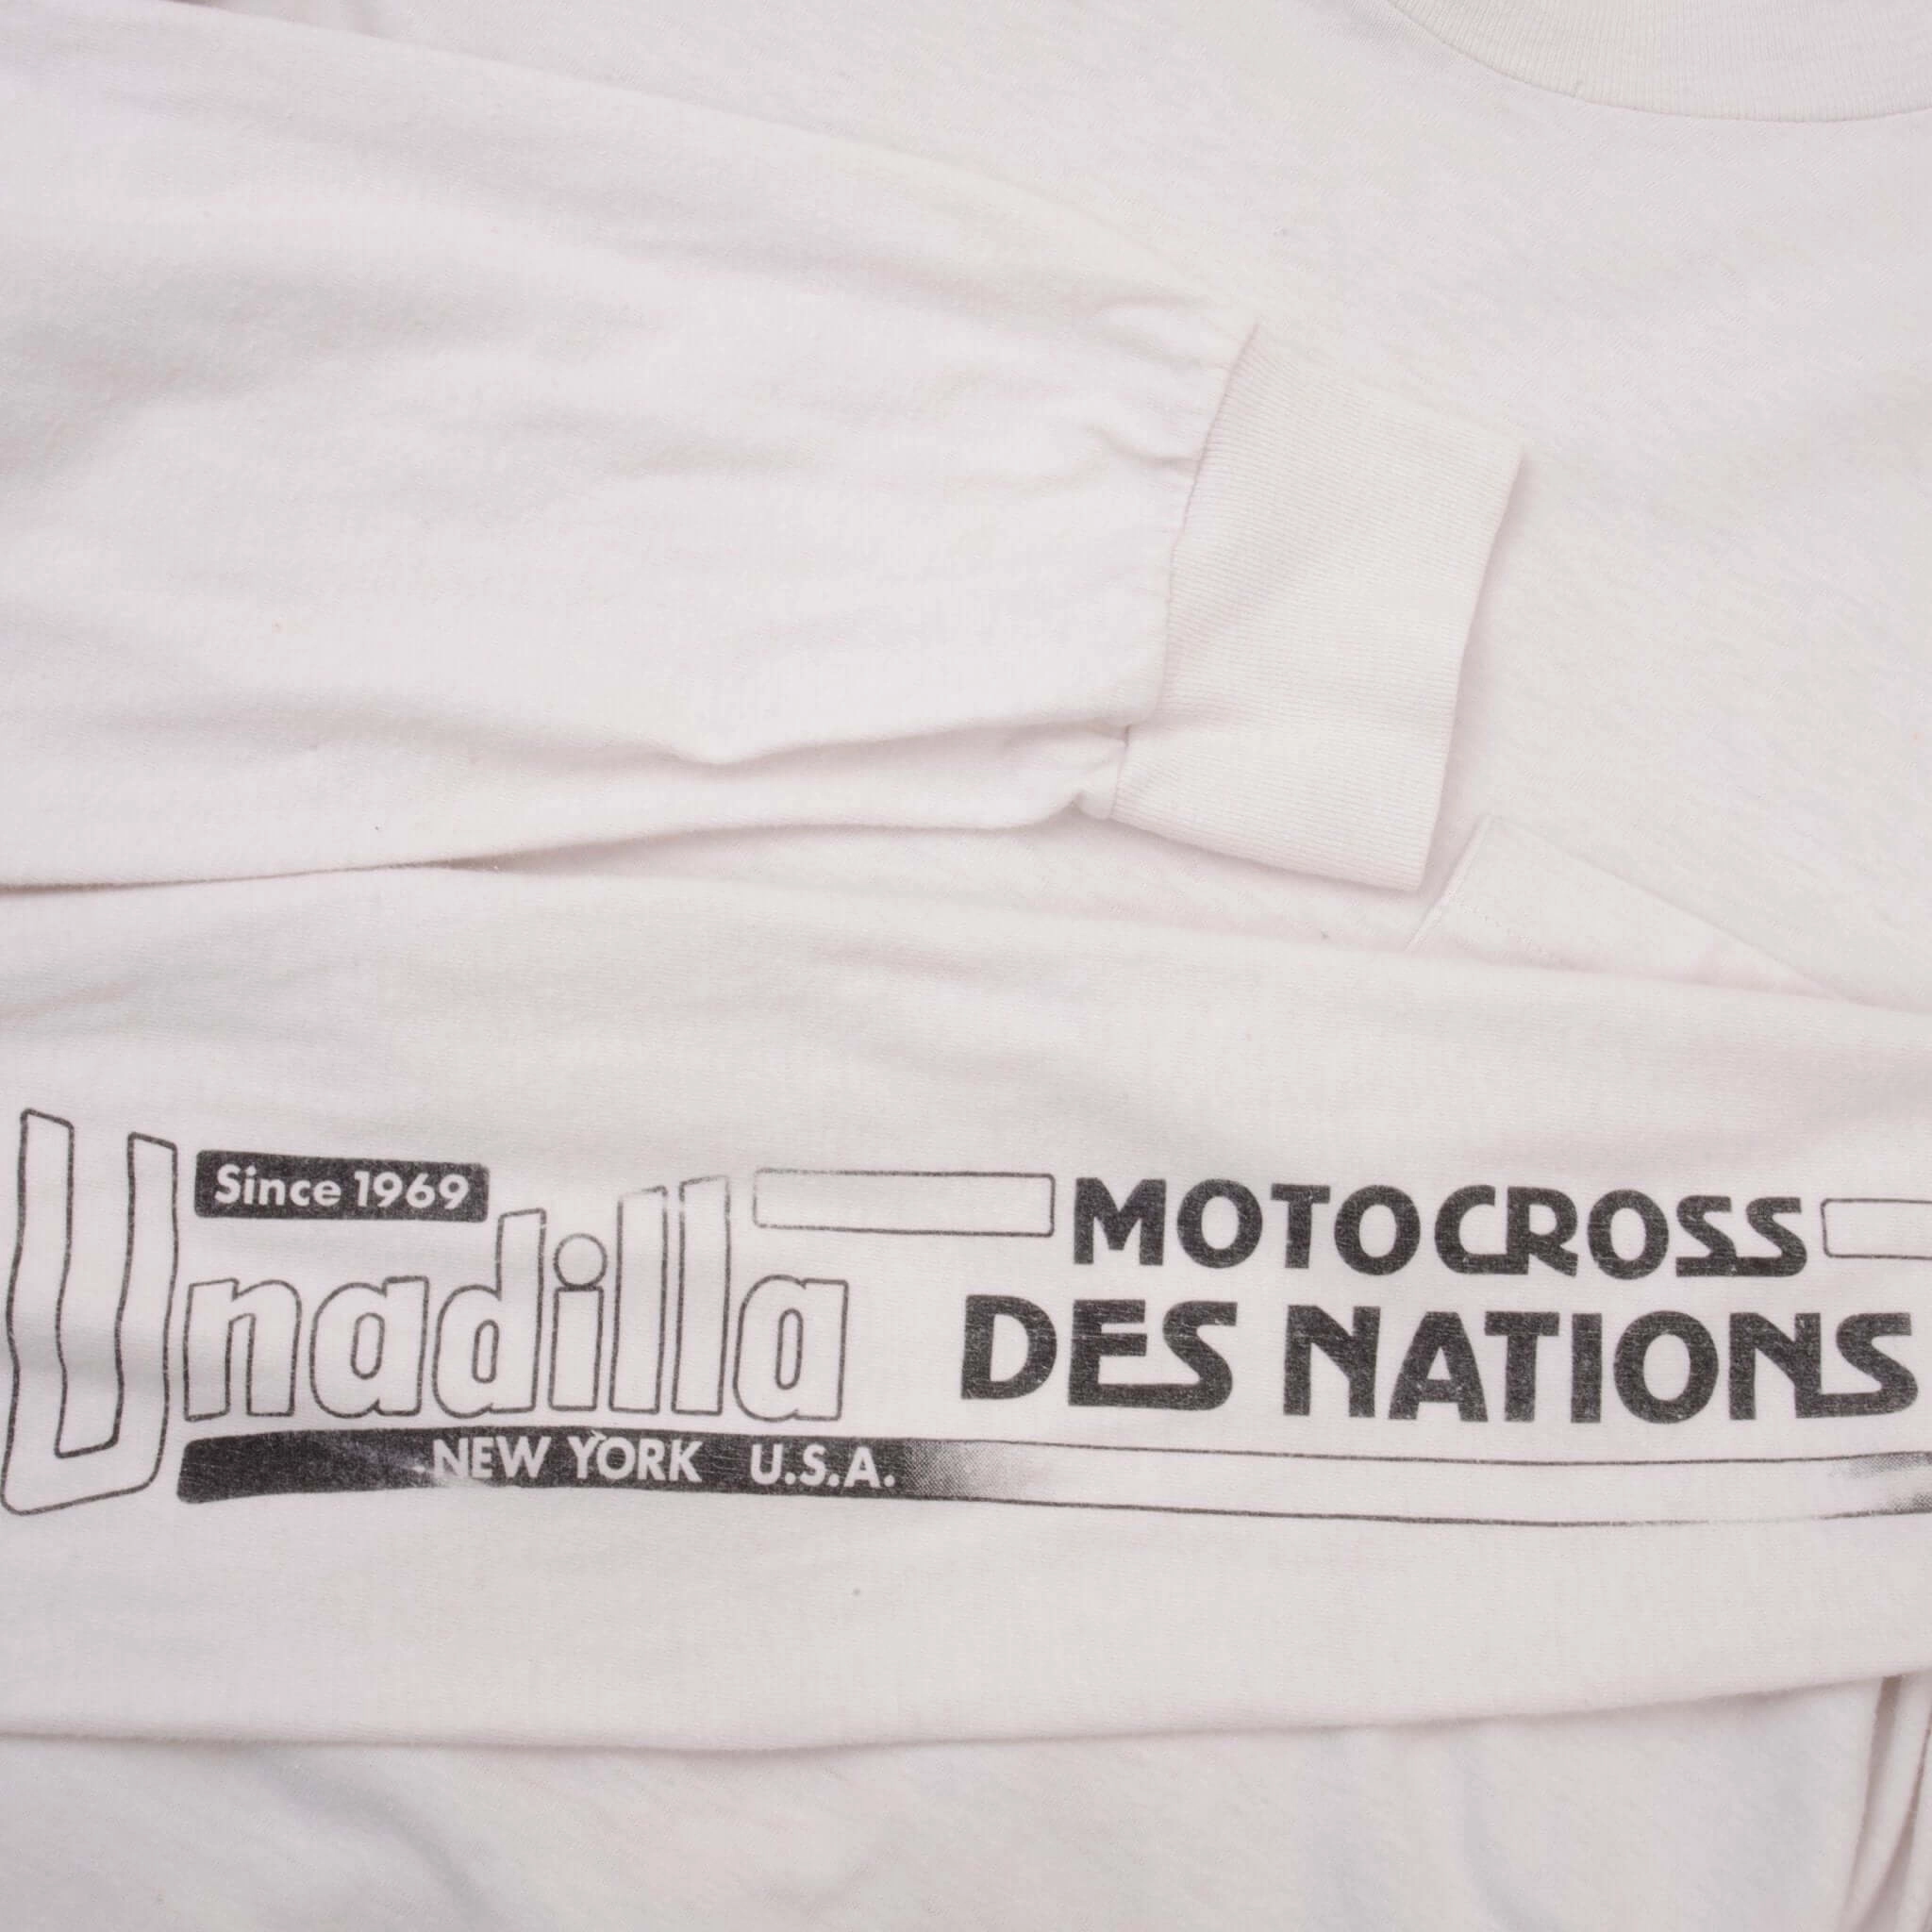 Since 1969
Unadilla
NEW YORK U.S.A.
MOTOCROSS
DES NATIONS